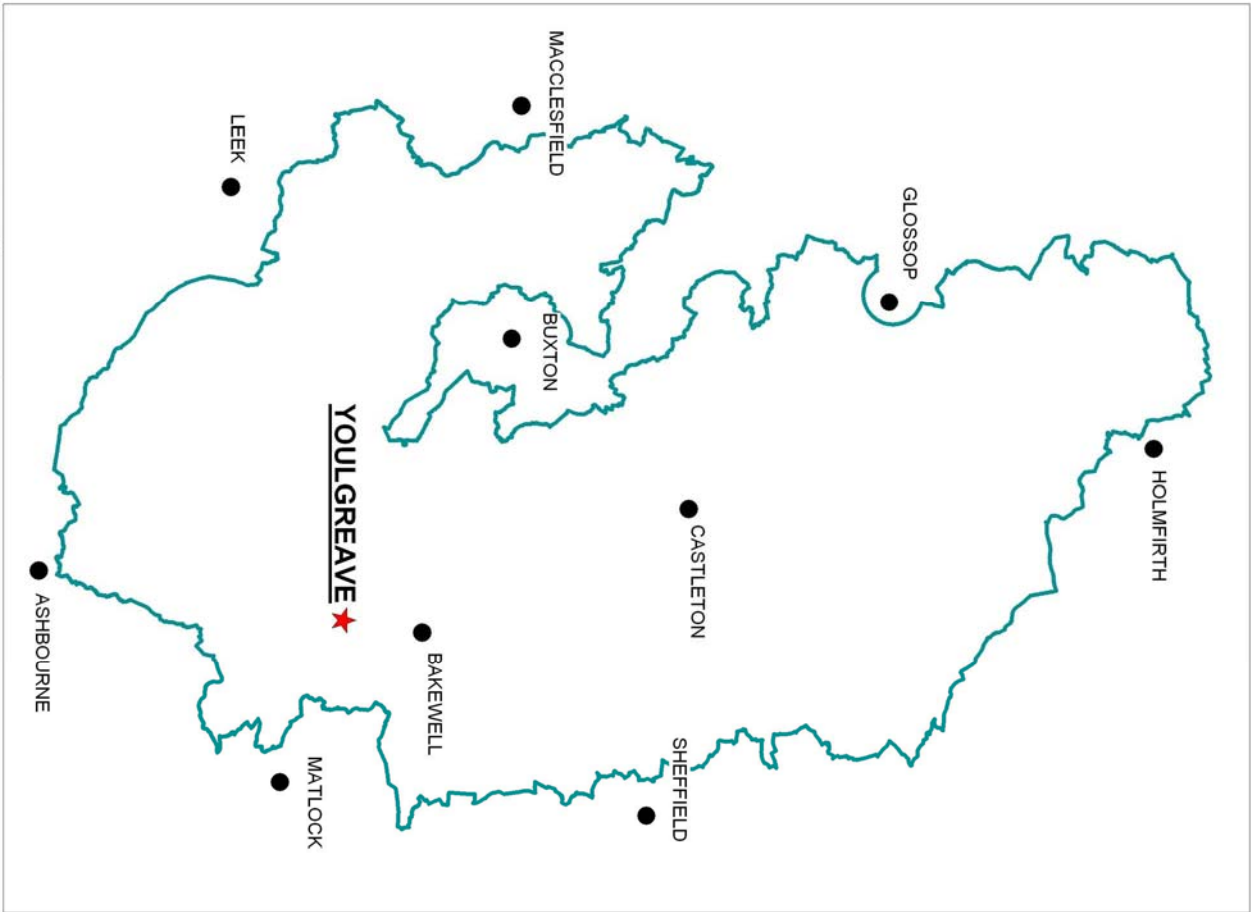 HOLMFIRTH
GLOSSOP
CASTLETON
SHEFFIELD
MACCLESFIELD
BUXTON
BAKEWELL
YOULGREAVE
MATLOCK
LEEK
ASHBOURNE